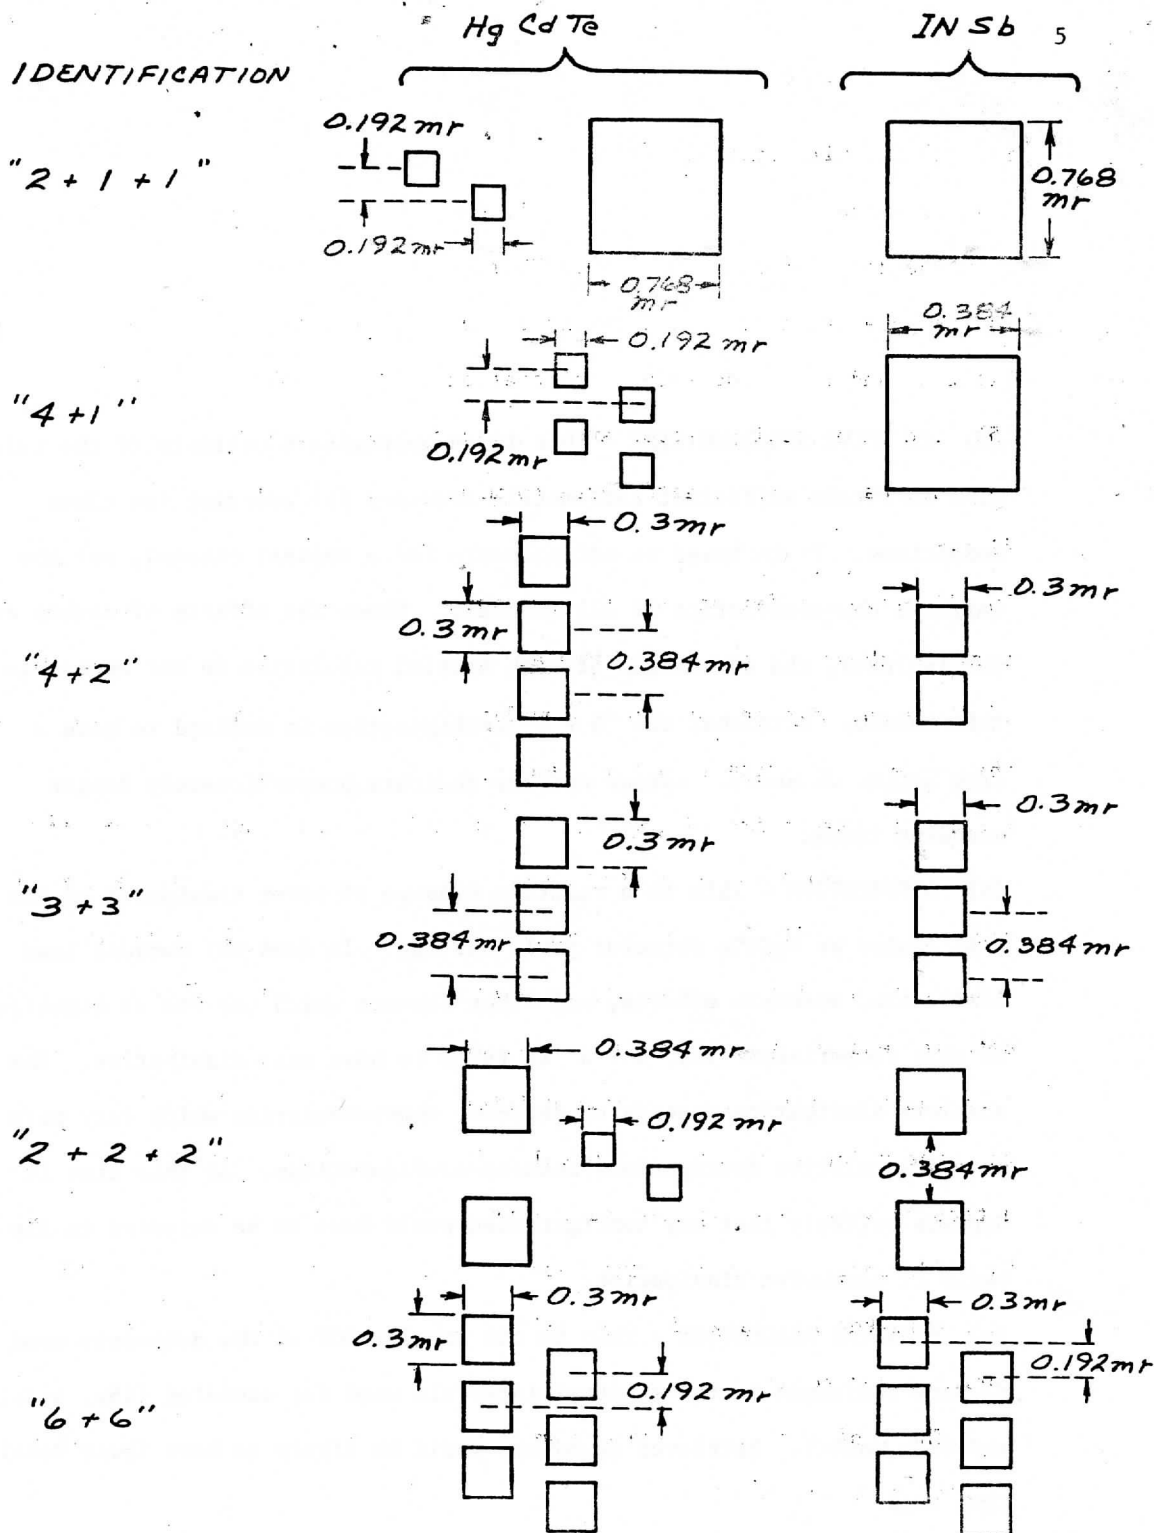 Hg Cd Te
IN Sb
5
IDENTIFICATION
0.192 mr
"2 + 1 + 1"
0.192 mr
0.768 mr
0.768 mr
0.384 mr
0.192 mr
"4 + 1"
0.192 mr
0.3 mr
0.3 mr
0.3 mr
"4 + 2"
0.384 mr
0.3 mr
0.3 mr
"3 + 3"
0.384 mr
0.384 mr
0.384 mr
0.192 mr
"2 + 2 + 2"
0.384 mr
0.3 mr
0.3 mr
0.3 mr
0.192 mr
0.192 mr
"6 + 6"